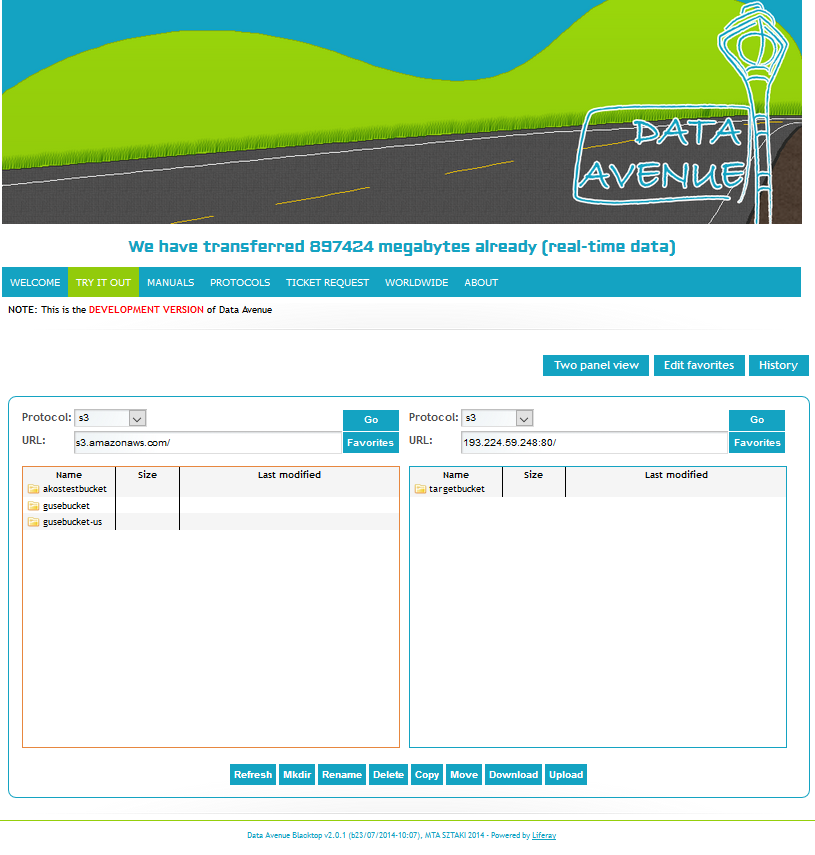 DATA
AVENUE
We have transferred 897424 megabytes already (real-time data)
WELCOME TRY IT OUT MANUALS PROTOCOLS TICKET REQUEST WORLDWIDE ABOUT
NOTE: This is the DEVELOPMENT VERSION of Data Avenue
Two panel view Edit favorites History
Protocol: s3 Go
URL: s3.amazonaws.com/ Favorites
Name Size Last modified
akostestbucket
gusebucket
gusebucket-us
Protocol: s3 Go
URL: 193.224.59.248:80/ Favorites
Name Size Last modified
targetbucket
Refresh Mkdir Rename Delete Copy Move Download Upload
Data Avenue Blacktop v2.0.1 (b23/07/2014-10:07), MTA SZTAKI 2014 - Powered by Liferay